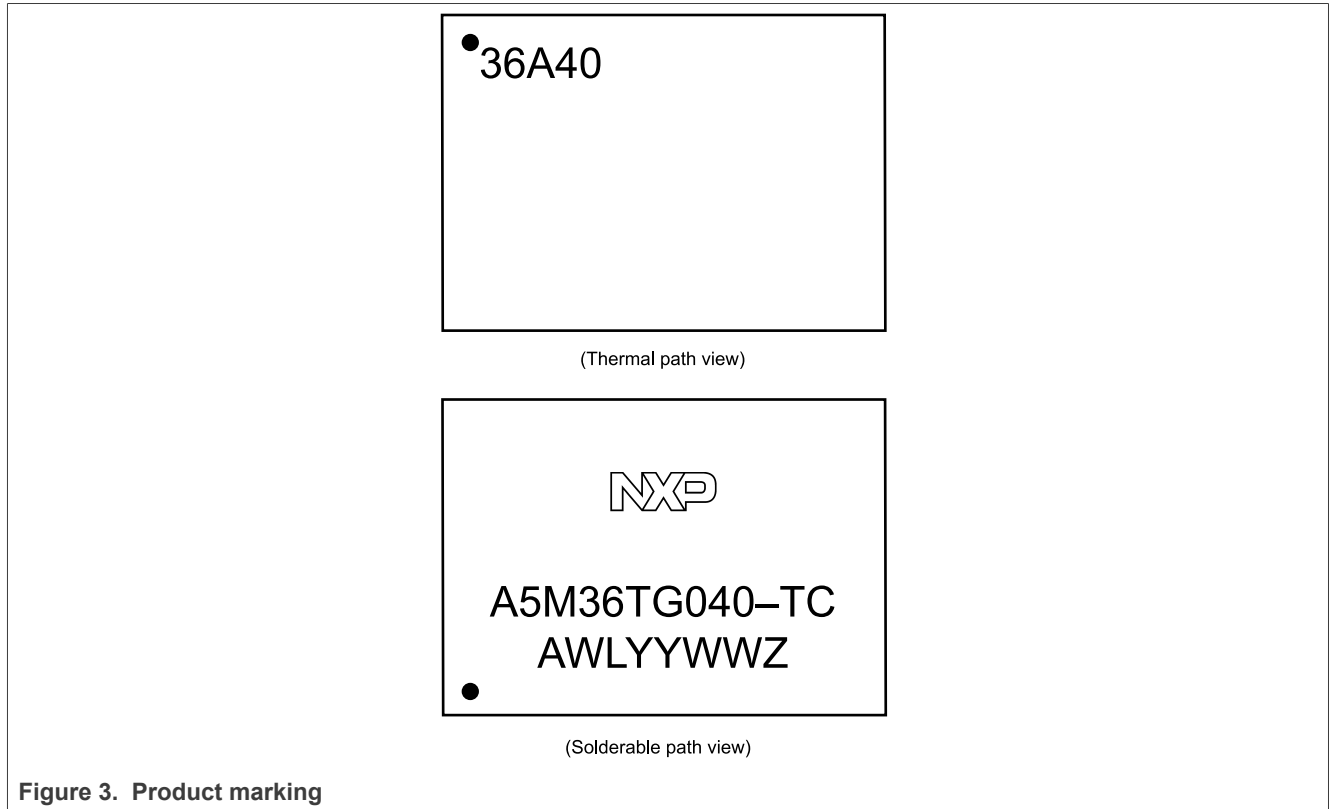 36A40
(Thermal path view)
NXP
A5M36TG040–TC
AWLYYWWZ
(Solderable path view)
Figure 3. Product marking